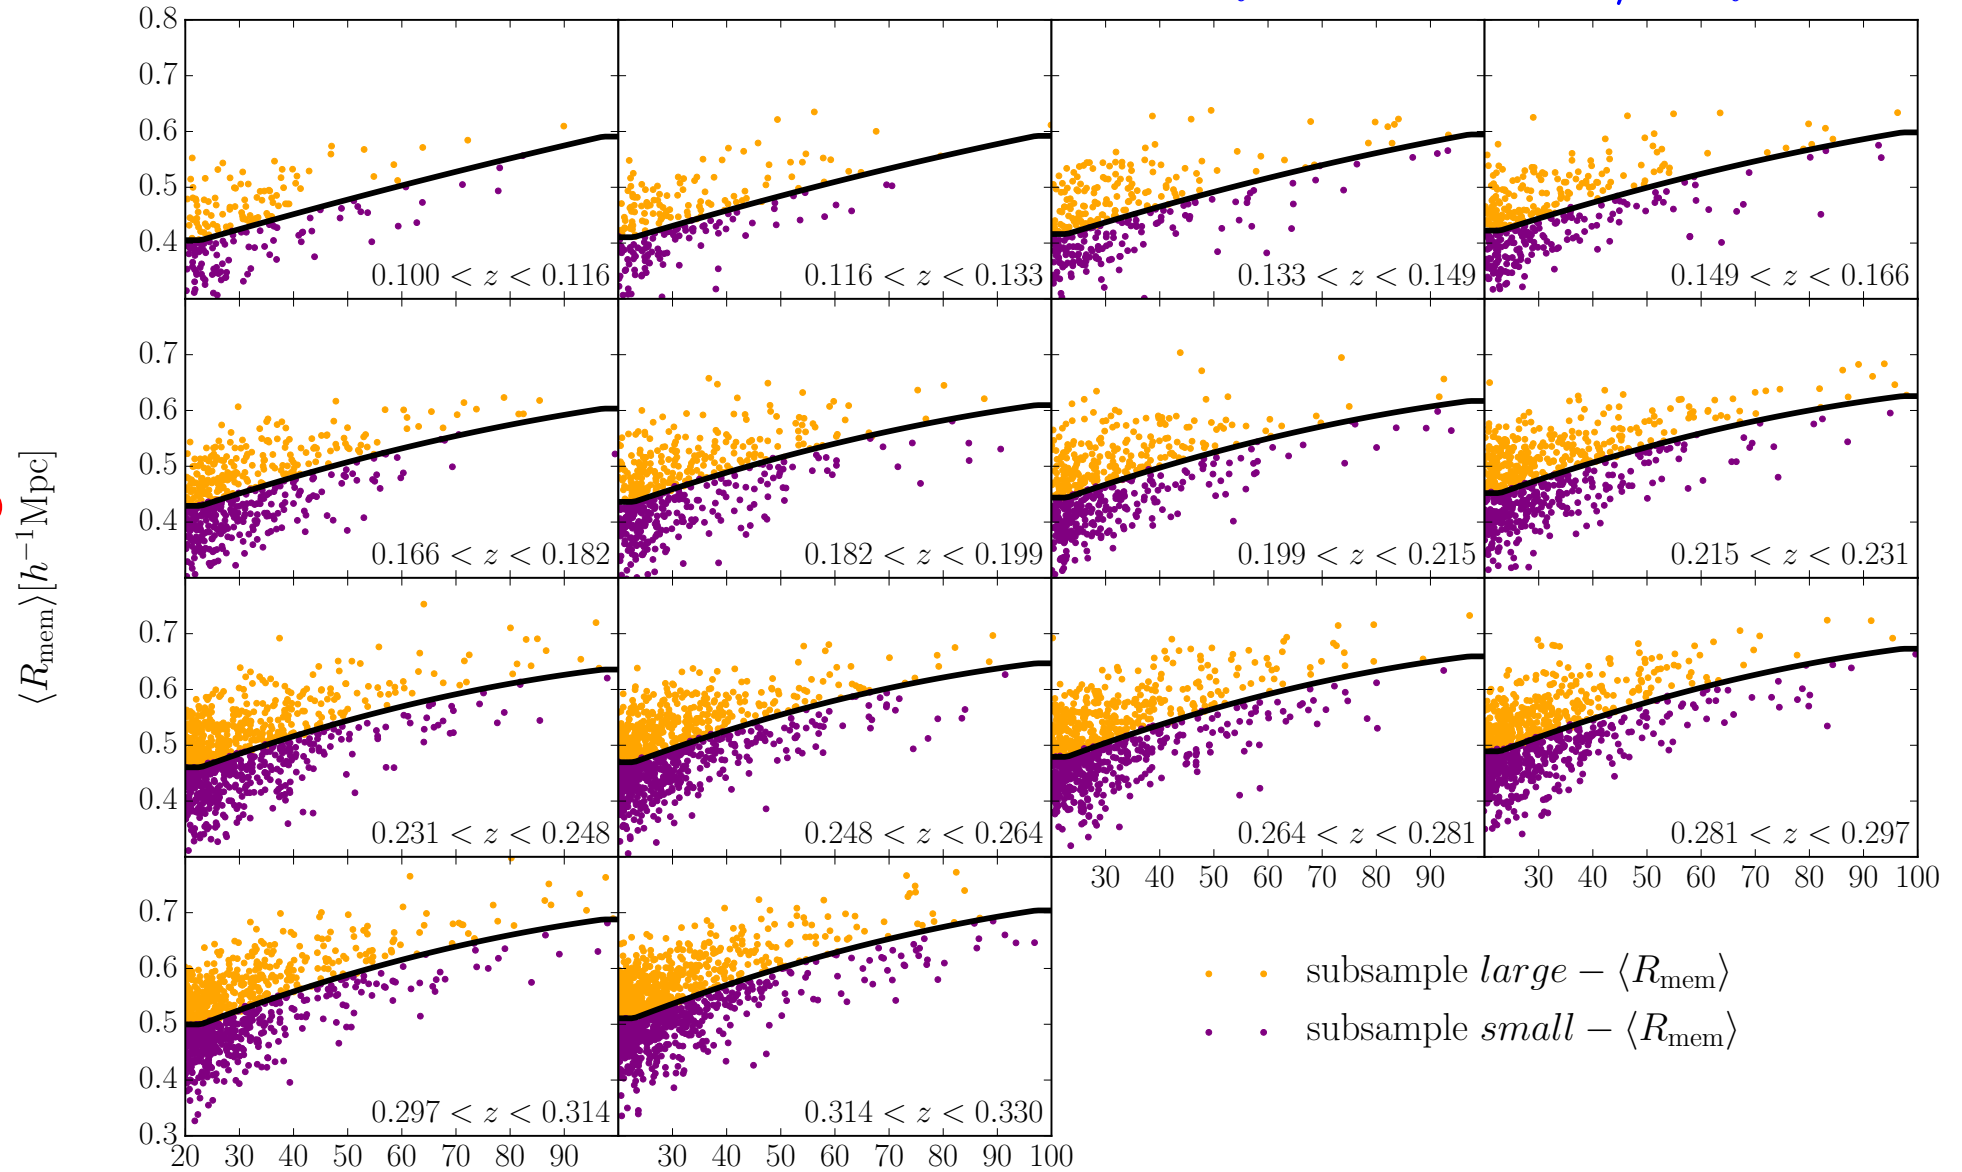 0.8
0.7
0.6
0.5
0.4
0.100 < z < 0.116
0.116 < z < 0.133
0.133 < z < 0.149
0.149 < z < 0.166
0.7
0.6
0.5
0.4
0.166 < z < 0.182
0.182 < z < 0.199
0.199 < z < 0.215
0.215 < z < 0.231
⟨R_mem⟩[h⁻¹Mpc]
0.7
0.6
0.5
0.4
0.231 < z < 0.248
0.248 < z < 0.264
0.264 < z < 0.281
0.281 < z < 0.297
30 40 50 60 70 80 90
30 40 50 60 70 80 90 100
0.7
0.6
0.5
0.4
0.3
0.297 < z < 0.314
0.314 < z < 0.330
20 30 40 50 60 70 80 90
30 40 50 60 70 80 90 100
subsample large − ⟨R_mem⟩
subsample small − ⟨R_mem⟩